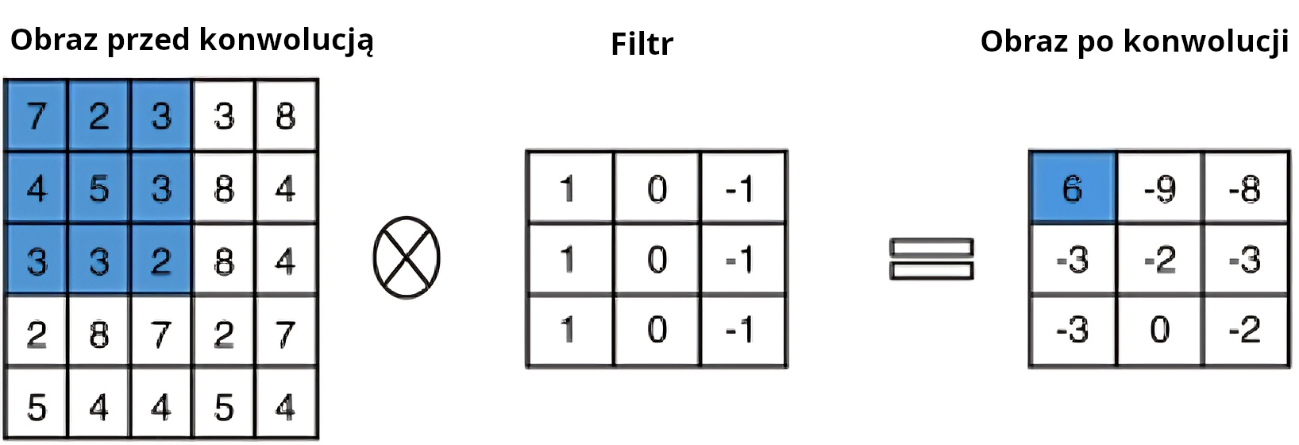 Obraz przed konwolucją
Filtr
Obraz po konwolucji
7 2 3 3 8
4 5 3 8 4
3 3 2 8 4
2 8 7 2 7
5 4 4 5 4
1 0 -1
1 0 -1
1 0 -1
6 -9 -8
-3 -2 -3
-3 0 -2